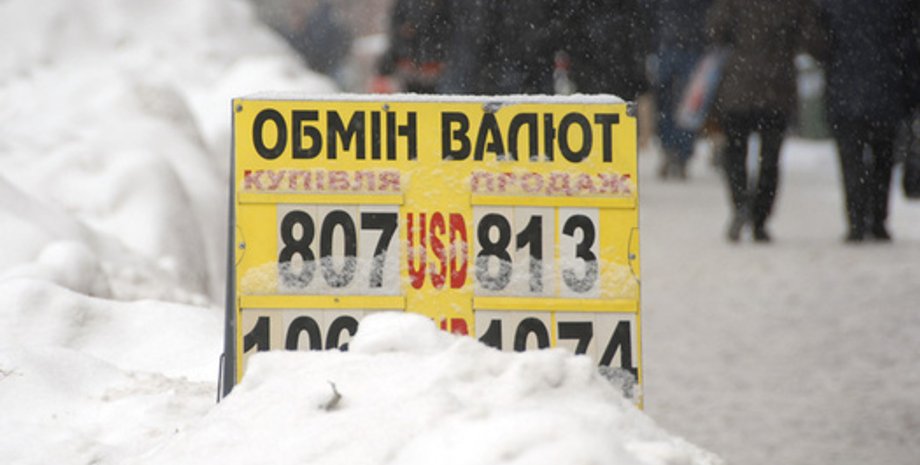 ОБМІН ВАЛЮТ
КУПІВЛЯ ПРОДАЖ
807 USD 813
1074